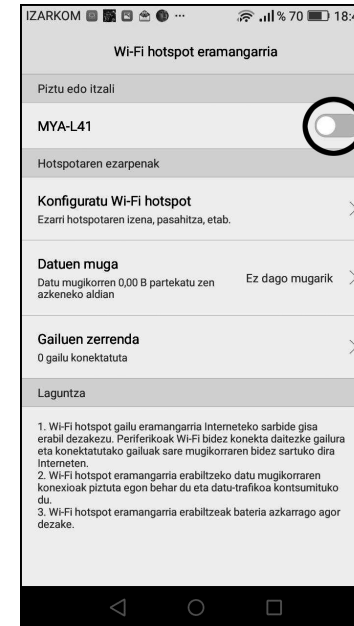 IZARKOM ... % 70 18:4
Wi-Fi hotspot eramangarria
Piztu edo itzali
MYA-L41
Hotspotaren ezarpenak
Konfiguratu Wi-Fi hotspot
Ezarri hotspotaren izena, pasahitza, etab.
Datuen muga
Datu mugikorren 0,00 B partekatu zen
azkeneko aldian
Ez dago mugarik
Gailuen zerrenda
0 gailu konektatuta
Laguntza
1. Wi-Fi hotspot gailu eramangarria Interneteko sarbide gisa
erabil dezakezu. Periferikoak Wi-Fi bidez konekta daitezke gailura
eta konektatutako gailuak sare mugikorraren bidez sartuko dira
Interneten.
2. Wi-Fi hotspot eramangarria erabiltzeko datu mugikorraren
konexioak piztuta egon behar du eta datu-trafikoa kontsumituko
du.
3. Wi-Fi hotspot eramangarria erabiltzeak bateria azkarrago agor
dezake.